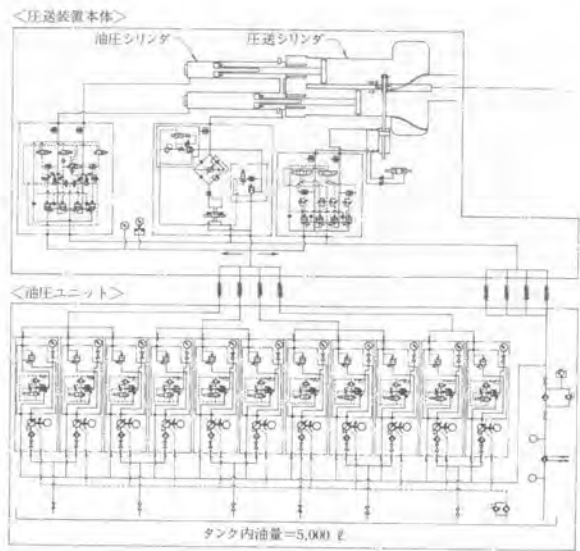 ＜圧送装置本体＞
油圧シリンダ
圧送シリンダ
＜油圧ユニット＞
タンク内油量=5,000 ℓ